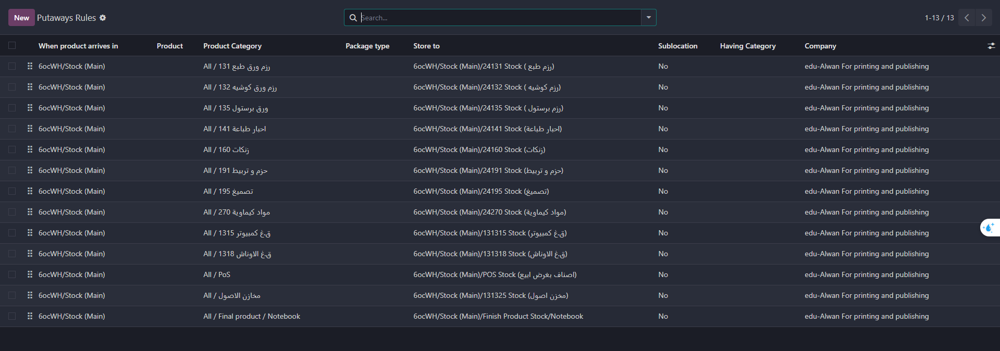 New Putaways Rules Search... 1-13 / 13
When product arrives in Product Product Category Package type Store to Sublocation Having Category Company
6ocWH/Stock (Main) All / 131 رزم ورق طبع 6ocWH/Stock (Main)/24131 Stock ( رزم طبع) No edu-Alwan For printing and publishing
6ocWH/Stock (Main) All / 132 رزم ورق كوشيه 6ocWH/Stock (Main)/24132 Stock ( رزم كوشيه) No edu-Alwan For printing and publishing
6ocWH/Stock (Main) All / 135 ورق برستول 6ocWH/Stock (Main)/24135 Stock ( رزم برستول) No edu-Alwan For printing and publishing
6ocWH/Stock (Main) All / 141 احبار طباعة 6ocWH/Stock (Main)/24141 Stock (احبار طباعة) No edu-Alwan For printing and publishing
6ocWH/Stock (Main) All / 160 زنكات 6ocWH/Stock (Main)/24160 Stock (زنكات) No edu-Alwan For printing and publishing
6ocWH/Stock (Main) All / 191 حزم و تربيط 6ocWH/Stock (Main)/24191 Stock (حزم و تربيط) No edu-Alwan For printing and publishing
6ocWH/Stock (Main) All / 195 تصميغ 6ocWH/Stock (Main)/24195 Stock (تصميغ) No edu-Alwan For printing and publishing
6ocWH/Stock (Main) All / 270 مواد كيماوية 6ocWH/Stock (Main)/24270 Stock (مواد كيماوية) No edu-Alwan For printing and publishing
6ocWH/Stock (Main) All / 1315 ق.غ كمبيوتر 6ocWH/Stock (Main)/131315 Stock (ق.غ كمبيوتر) No edu-Alwan For printing and publishing
6ocWH/Stock (Main) All / 1318 ق.غ الاوناش 6ocWH/Stock (Main)/131318 Stock (ق.غ الاوناش) No edu-Alwan For printing and publishing
6ocWH/Stock (Main) All / PoS 6ocWH/Stock (Main)/POS Stock (اصناف بغرض ابيع) No edu-Alwan For printing and publishing
6ocWH/Stock (Main) All / مخازن الاصول 6ocWH/Stock (Main)/131325 Stock (مخزن اصول) No edu-Alwan For printing and publishing
6ocWH/Stock (Main) All / Final product / Notebook 6ocWH/Stock (Main)/Finish Product Stock/Notebook No edu-Alwan For printing and publishing